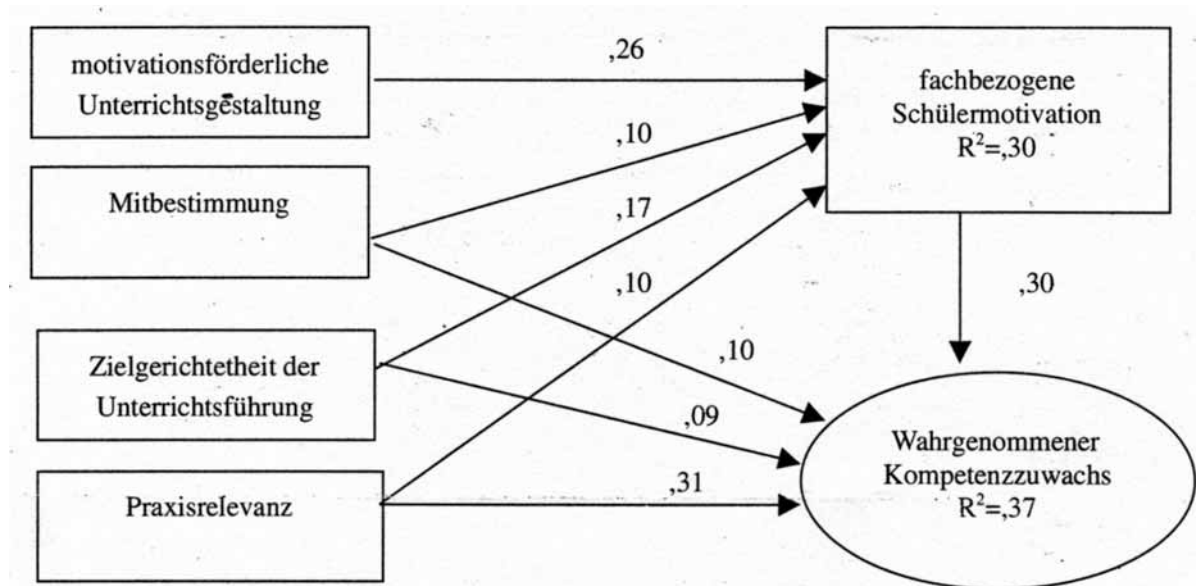 motivationsförderliche
Unterrichtsgestaltung
Mitbestimmung
Zielgerichtetheit der
Unterrichtsführung
Praxisrelevanz
,26
,10
,17
,10
,10
,09
,31
fachbezogene
Schülermotivation
R²=,30
,30
Wahrgenommener
Kompetenzzuwachs
R²=,37